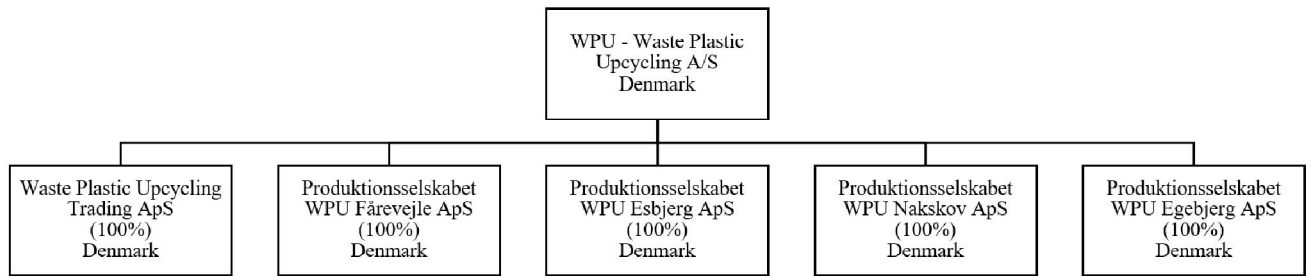 WPU - Waste Plastic
Upcycling A/S
Denmark
Waste Plastic Upcycling
Trading ApS
(100%)
Denmark
Produktionsselskabet
WPU Fårevejle ApS
(100%)
Denmark
Produktionsselskabet
WPU Esbjerg ApS
(100%)
Denmark
Produktionsselskabet
WPU Nakskov ApS
(100%)
Denmark
Produktionsselskabet
WPU Egebjerg ApS
(100%)
Denmark